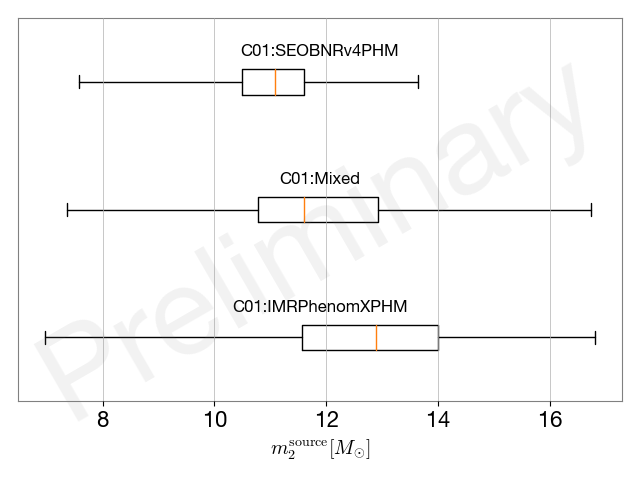 C01:SEOBNRv4PHM
C01:Mixed
C01:IMRPhenomXPHM
Preliminary
8 10 12 14 16
m₂^source [M⊙]